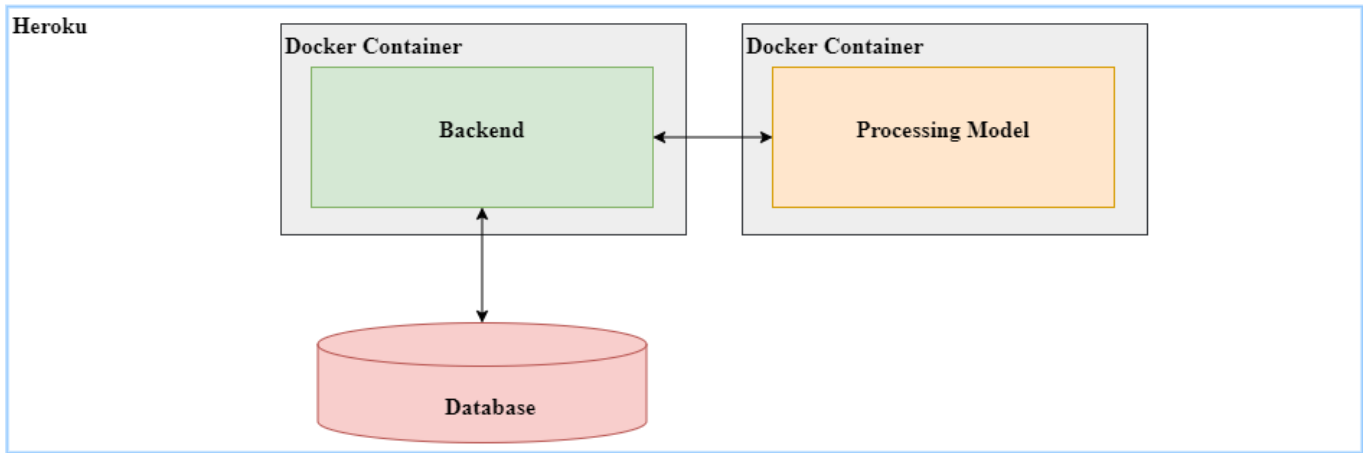 Heroku
Docker Container
Docker Container
Backend
Processing Model
Database